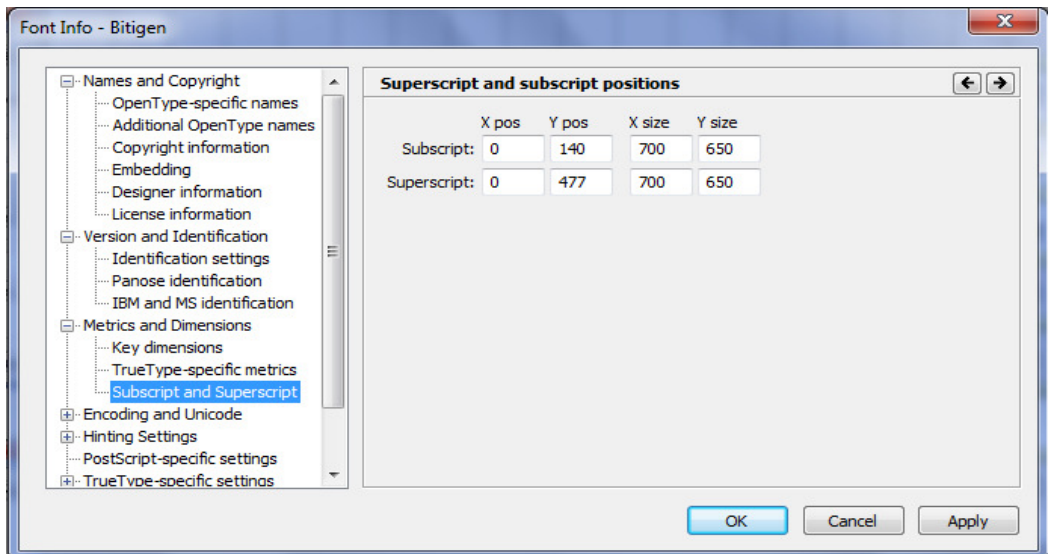 Font Info - Bitigen
Names and Copyright
OpenType-specific names
Additional OpenType names
Copyright information
Embedding
Designer information
License information
Version and Identification
Identification settings
Panose identification
IBM and MS identification
Metrics and Dimensions
Key dimensions
TrueType-specific metrics
Subscript and Superscript
Encoding and Unicode
Hinting Settings
PostScript-specific settings
TrueType-specific settings
Superscript and subscript positions
X pos Y pos X size Y size
Subscript: 0 140 700 650
Superscript: 0 477 700 650
OK Cancel Apply